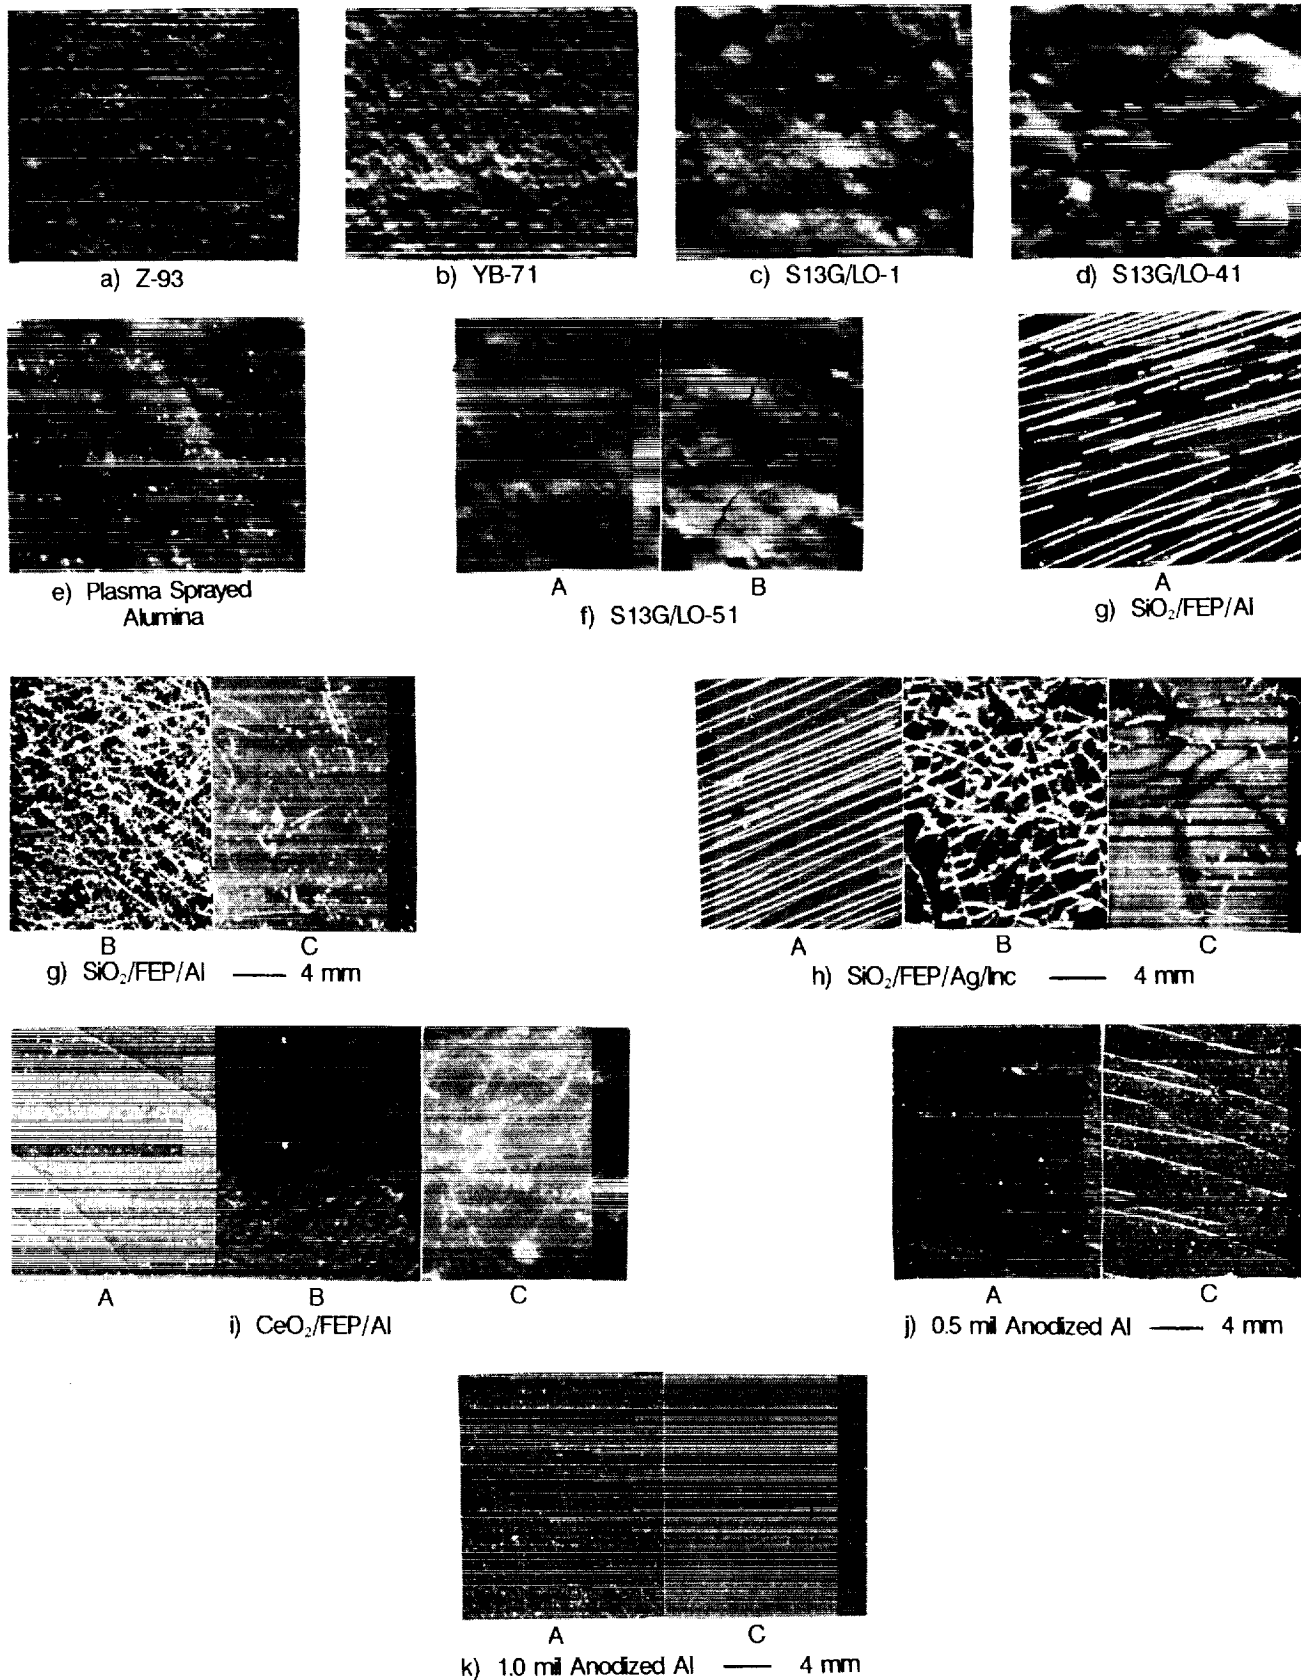 a) Z-93
b) YB-71
c) S13G/LO-1
d) S13G/LO-41
e) Plasma Sprayed
Alumina
A B
f) S13G/LO-51
A
g) SiO₂/FEP/Al
B C
g) SiO₂/FEP/Al 4 mm
A B C
h) SiO₂/FEP/Ag/Inc 4 mm
A B C
i) CeO₂/FEP/Al
A C
j) 0.5 mil Anodized Al 4 mm
A C
k) 1.0 mil Anodized Al 4 mm